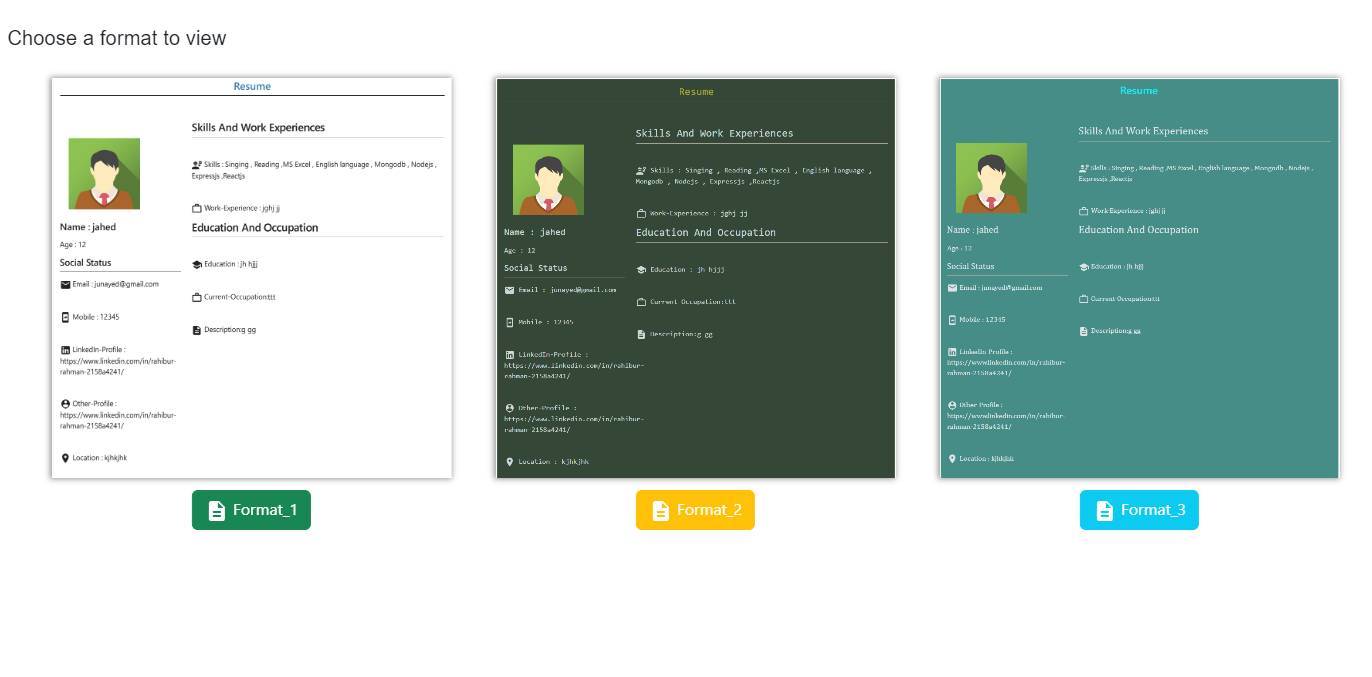 Choose a format to view
Resume
Skills And Work Experiences
Skills : Singing , Reading ,MS Excel , English language , Mongodb , Nodejs ,
Expressjs ,Reactjs
Work-Experience : jghj jj
Name : jahed
Education And Occupation
Age : 12
Social Status
Education : jh hjjj
Email : junayed@gmail.com
Current-Occupation:ttt
Mobile : 12345
Description:g gg
LinkedIn-Profile :
https://www.linkedin.com/in/rahibur-
rahman-2158a4241/
Other-Profile :
https://www.linkedin.com/in/rahibur-
rahman-2158a4241/
Location : kjhkjhk
Format_1
Resume
Skills And Work Experiences
Skills : Singing , Reading ,MS Excel , English language ,
Mongodb , Nodejs , Expressjs ,Reactjs
Work-Experience : jghj jj
Name : jahed
Education And Occupation
Age : 12
Social Status
Education : jh hjjj
Email : junayed@gmail.com
Current Occupation:ttt
Mobile : 12345
Description:g gg
LinkedIn-Profile :
https://www.linkedin.com/in/rahibur-
rahman-2158a4241/
Other-Profile :
https://www.linkedin.com/in/rahibur-
rahman-2158a4241/
Location : kjhkjhk
Format_2
Resume
Skills And Work Experiences
Skills : Singing , Reading ,MS Excel , English language , Mongodb , Nodejs ,
Expressjs ,Reactjs
Work Experience : jghj jj
Name : jahed
Education And Occupation
Age : 12
Social Status
Education : jh hjjj
Email : junayed@gmail.com
Current-Occupation:ttt
Mobile : 12345
Description:g gg
LinkedIn Profile :
https://www.linkedin.com/in/rahibur-
rahman-2158a4241/
Other Profile :
https://www.linkedin.com/in/rahibur-
rahman-2158a4241/
Location : kjhkjhk
Format_3